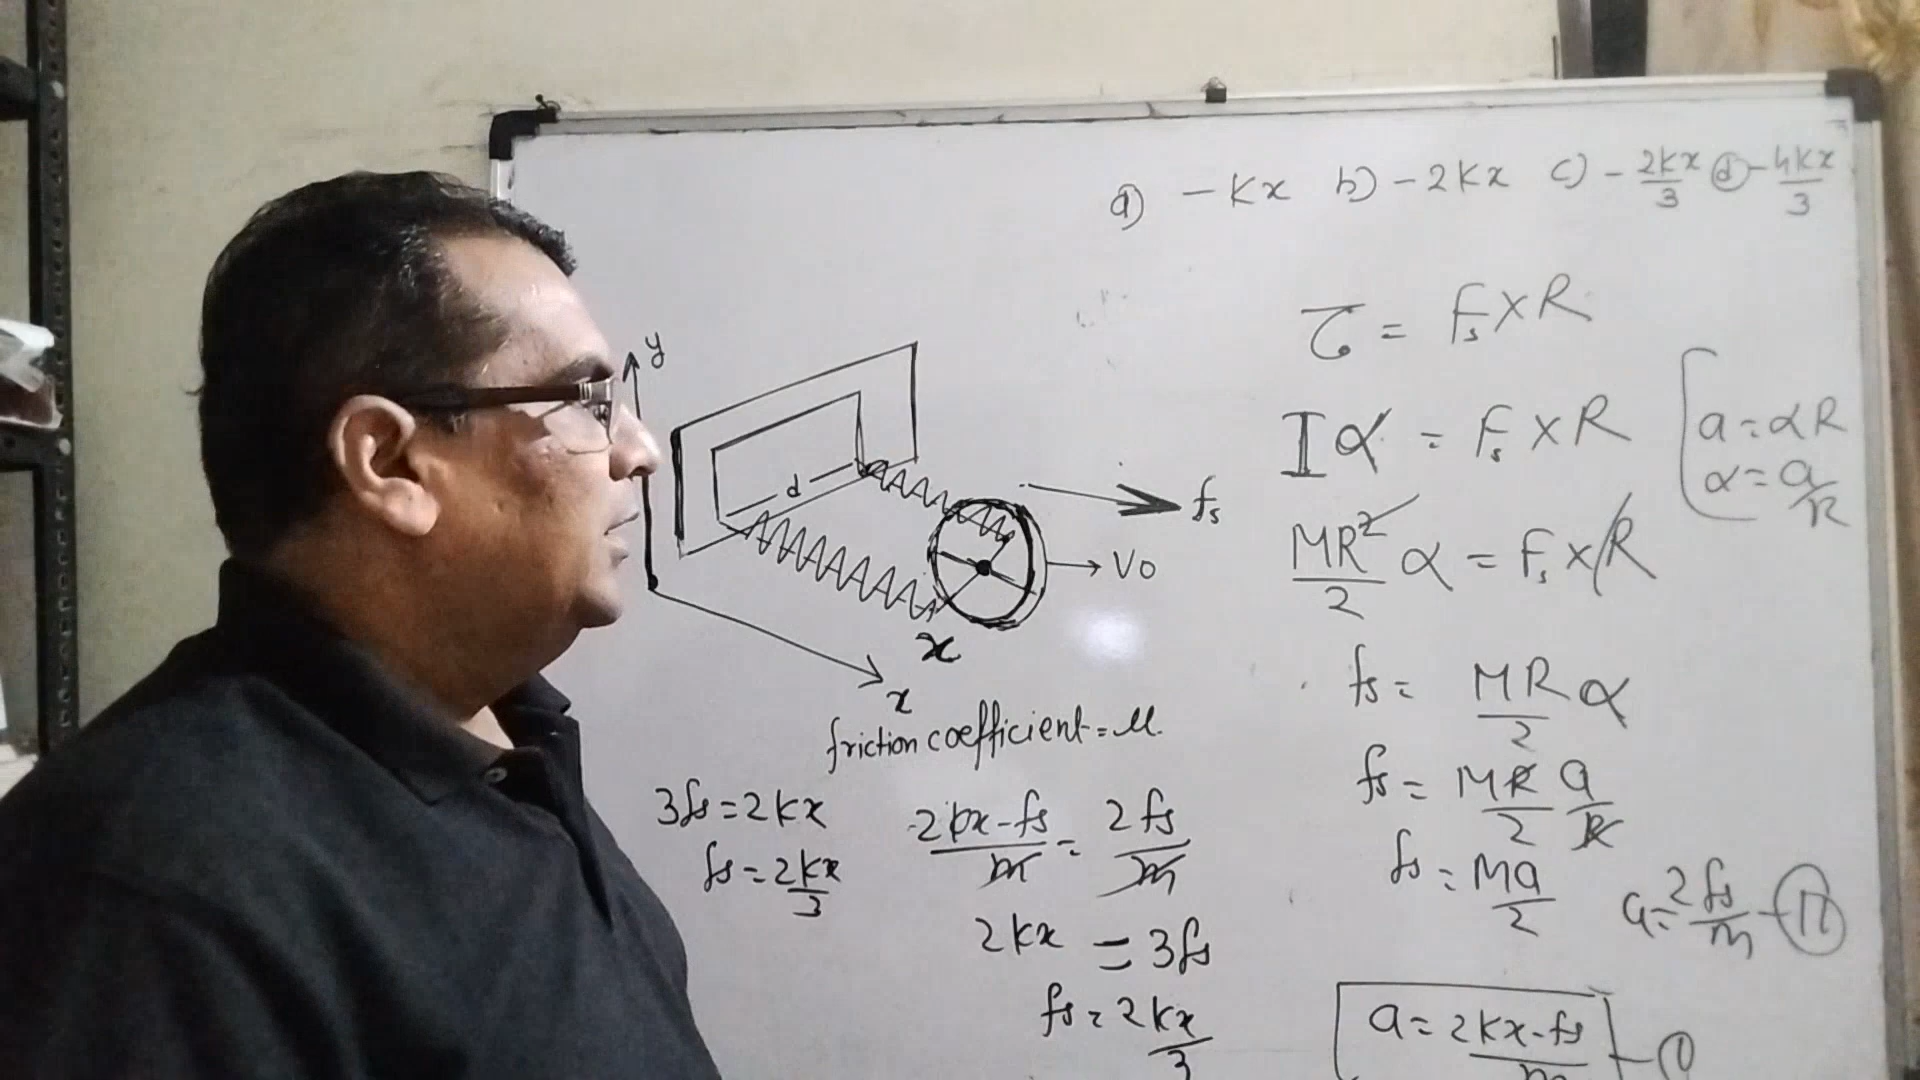 a) -Kx b) -2Kx c) -2Kx/3 d) -4Kx/3
τ = fs×R
Iα = fs×R
[a=αR
α=a/R
MR²/2 α = fs×R
fs = MR/2 α
fs = MR/2 a/R
fs = Ma/2
a=2fs/m - II
a=2Kx-fs/m - I
y
d
fs
V0
x
x
friction coefficient=μ.
3fs=2Kx
fs=2Kx/3
2Kx-fs/m = 2fs/m
2Kx = 3fs
fs=2Kx/3